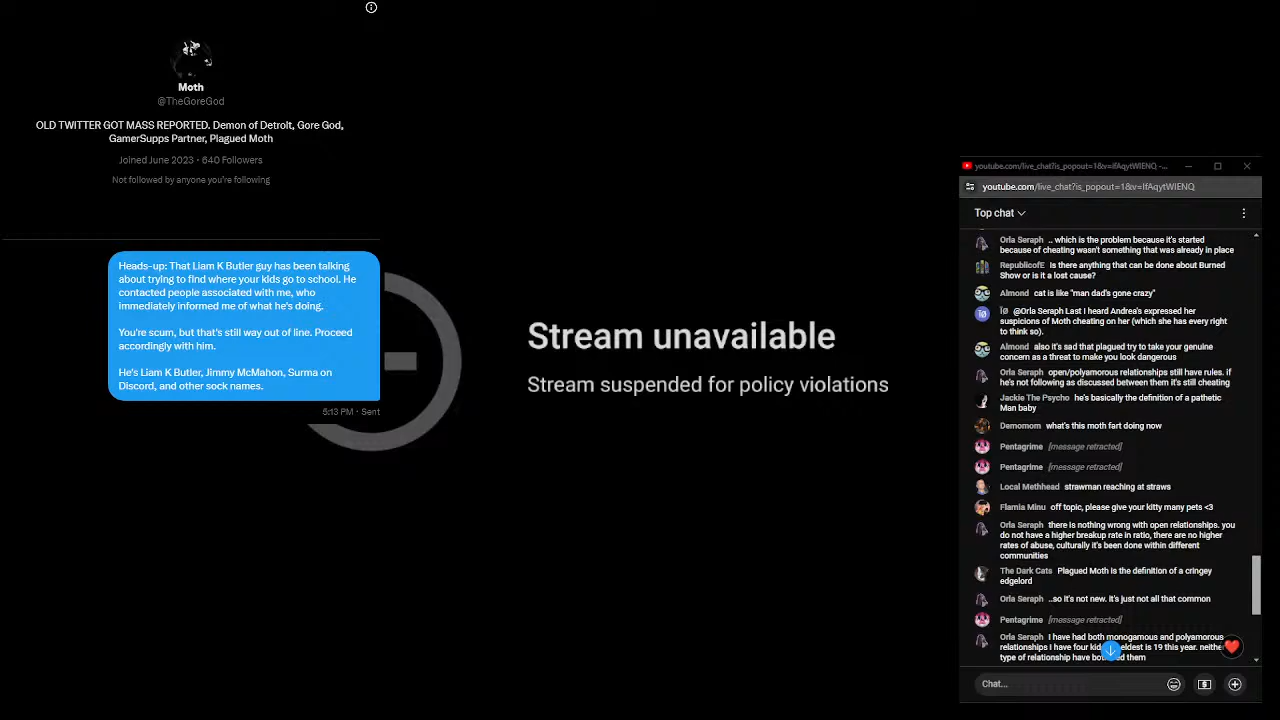 Moth
@TheGoreGod
OLD TWITTER GOT MASS REPORTED. Demon of Detroit, Gore God,
GamerSupps Partner, Plagued Moth
Joined June 2023 • 640 Followers
Not followed by anyone you're following
Heads-up: That Liam K Butler guy has been talking
about trying to find where your kids go to school. He
contacted people associated with me, who
immediately informed me of what he's doing.
You're scum, but that's still way out of line. Proceed
accordingly with him.
He's Liam K Butler, Jimmy McMahon, Surma on
Discord, and other sock names.
5:13 PM • Sent
Stream unavailable
Stream suspended for policy violations
youtube.com/live_chat?is_popout=1&v=IfAqytWIENQ -...
youtube.com/live_chat?is_popout=1&v=IfAqytWIENQ
Top chat
Orla Seraph .. which is the problem because it's started
because of cheating wasn't something that was already in place
RepublicofE Is there anything that can be done about Burned
Show or is it a lost cause?
Almond cat is like "man dad's gone crazy"
@Orla Seraph Last I heard Andrea's expressed her
suspicions of Moth cheating on her (which she has every right
to think so).
Almond also it's sad that plagued try to take your genuine
concern as a threat to make you look dangerous
Orla Seraph open/polyamorous relationships still have rules. if
he's not following as discussed between them it's still cheating
Jackie The Psycho he's basically the definition of a pathetic
Man baby
Demomom what's this moth fart doing now
Pentagrime [message retracted]
Pentagrime [message retracted]
Local Methhead strawman reaching at straws
Flamia Minu off topic, please give your kitty many pets <3
Orla Seraph there is nothing wrong with open relationships. you
do not have a higher breakup rate in ratio, there are no higher
rates of abuse, culturally it's been done within different
communities
The Dark Cats Plagued Moth is the definition of a cringey
edgelord
Orla Seraph ..so it's not new. it's just not all that common
Pentagrime [message retracted]
Orla Seraph I have had both monogamous and polyamorous
relationships I have four eldest is 19 this year.
type of relationship have them
Chat...